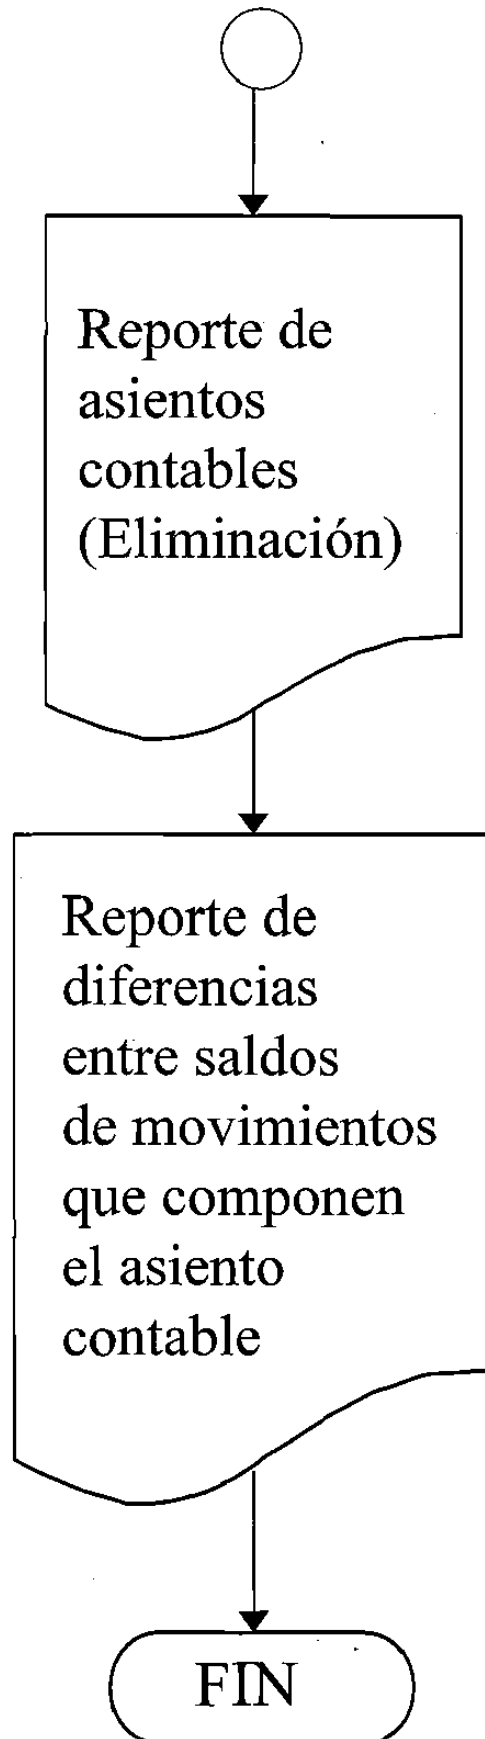 Reporte de
asientos
contables
(Eliminación)
Reporte de
diferencias
entre saldos
de movimientos
que componen
el asiento
contable
FIN